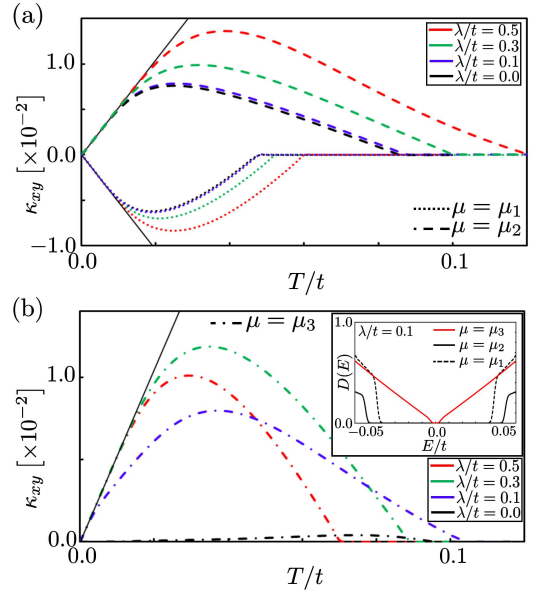 (a)
κxy [×10⁻²]
1.0
0.0
−1.0
λ/t = 0.5
λ/t = 0.3
λ/t = 0.1
λ/t = 0.0
μ = μ₁
μ = μ₂
0.0
0.1
T/t
(b)
κxy [×10⁻²]
1.0
0.0
μ = μ₃
D(E)
1.0
0.0
λ/t = 0.1
μ = μ₃
μ = μ₂
μ = μ₁
−0.05
0.0
0.05
E/t
λ/t = 0.5
λ/t = 0.3
λ/t = 0.1
λ/t = 0.0
0.0
0.1
T/t